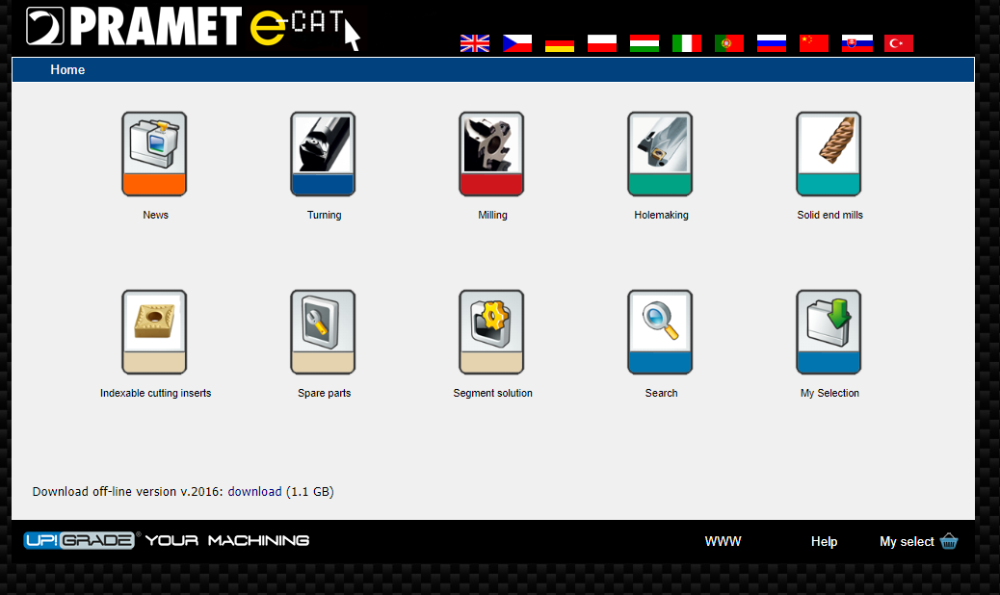 PRAMET e-CAT
Home
News
Turning
Milling
Holemaking
Solid end mills
Indexable cutting inserts
Spare parts
Segment solution
Search
My Selection
Download off-line version v.2016: download (1.1 GB)
UP!GRADE® YOUR MACHINING
WWW
Help
My select